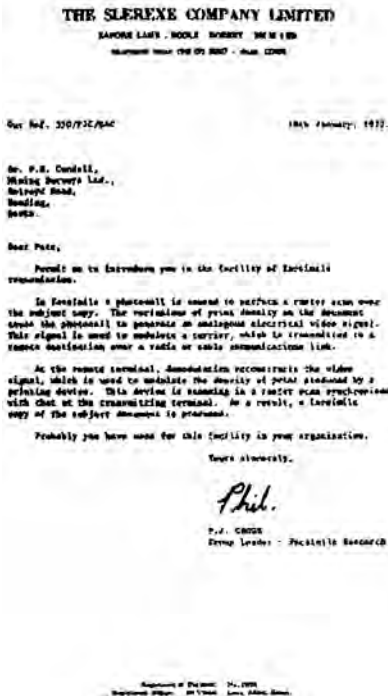 THE SLEREXE COMPANY LIMITED
SAPORS LANE . BOOLE . DORSET . BH 25 8 ER
Our Ref. 350/PJC/EAC
18th January, 1972.
Dr. P.N. Cundall,
Mining Surveys Ltd.,
Holroyd Road,
Reading,
Berks.
Dear Pete,
Permit me to introduce you to the facility of facsimile
transmission.
In facsimile a photocell is caused to perform a raster scan over
the subject copy. The variations of print density on the document
cause the photocell to generate an analogous electrical video signal.
This signal is used to modulate a carrier, which is transmitted to a
remote destination over a radio or cable communications link.
At the remote terminal, demodulation reconstructs the video
signal, which is used to modulate the density of print produced by a
printing device. This device is scanning in a raster scan synchronised
with that at the transmitting terminal. As a result, a facsimile
copy of the subject document is produced.
Probably you have uses for this facility in your organisation.
Yours sincerely,
Phil.
P.J. CROSS
Group Leader - Facsimile Research